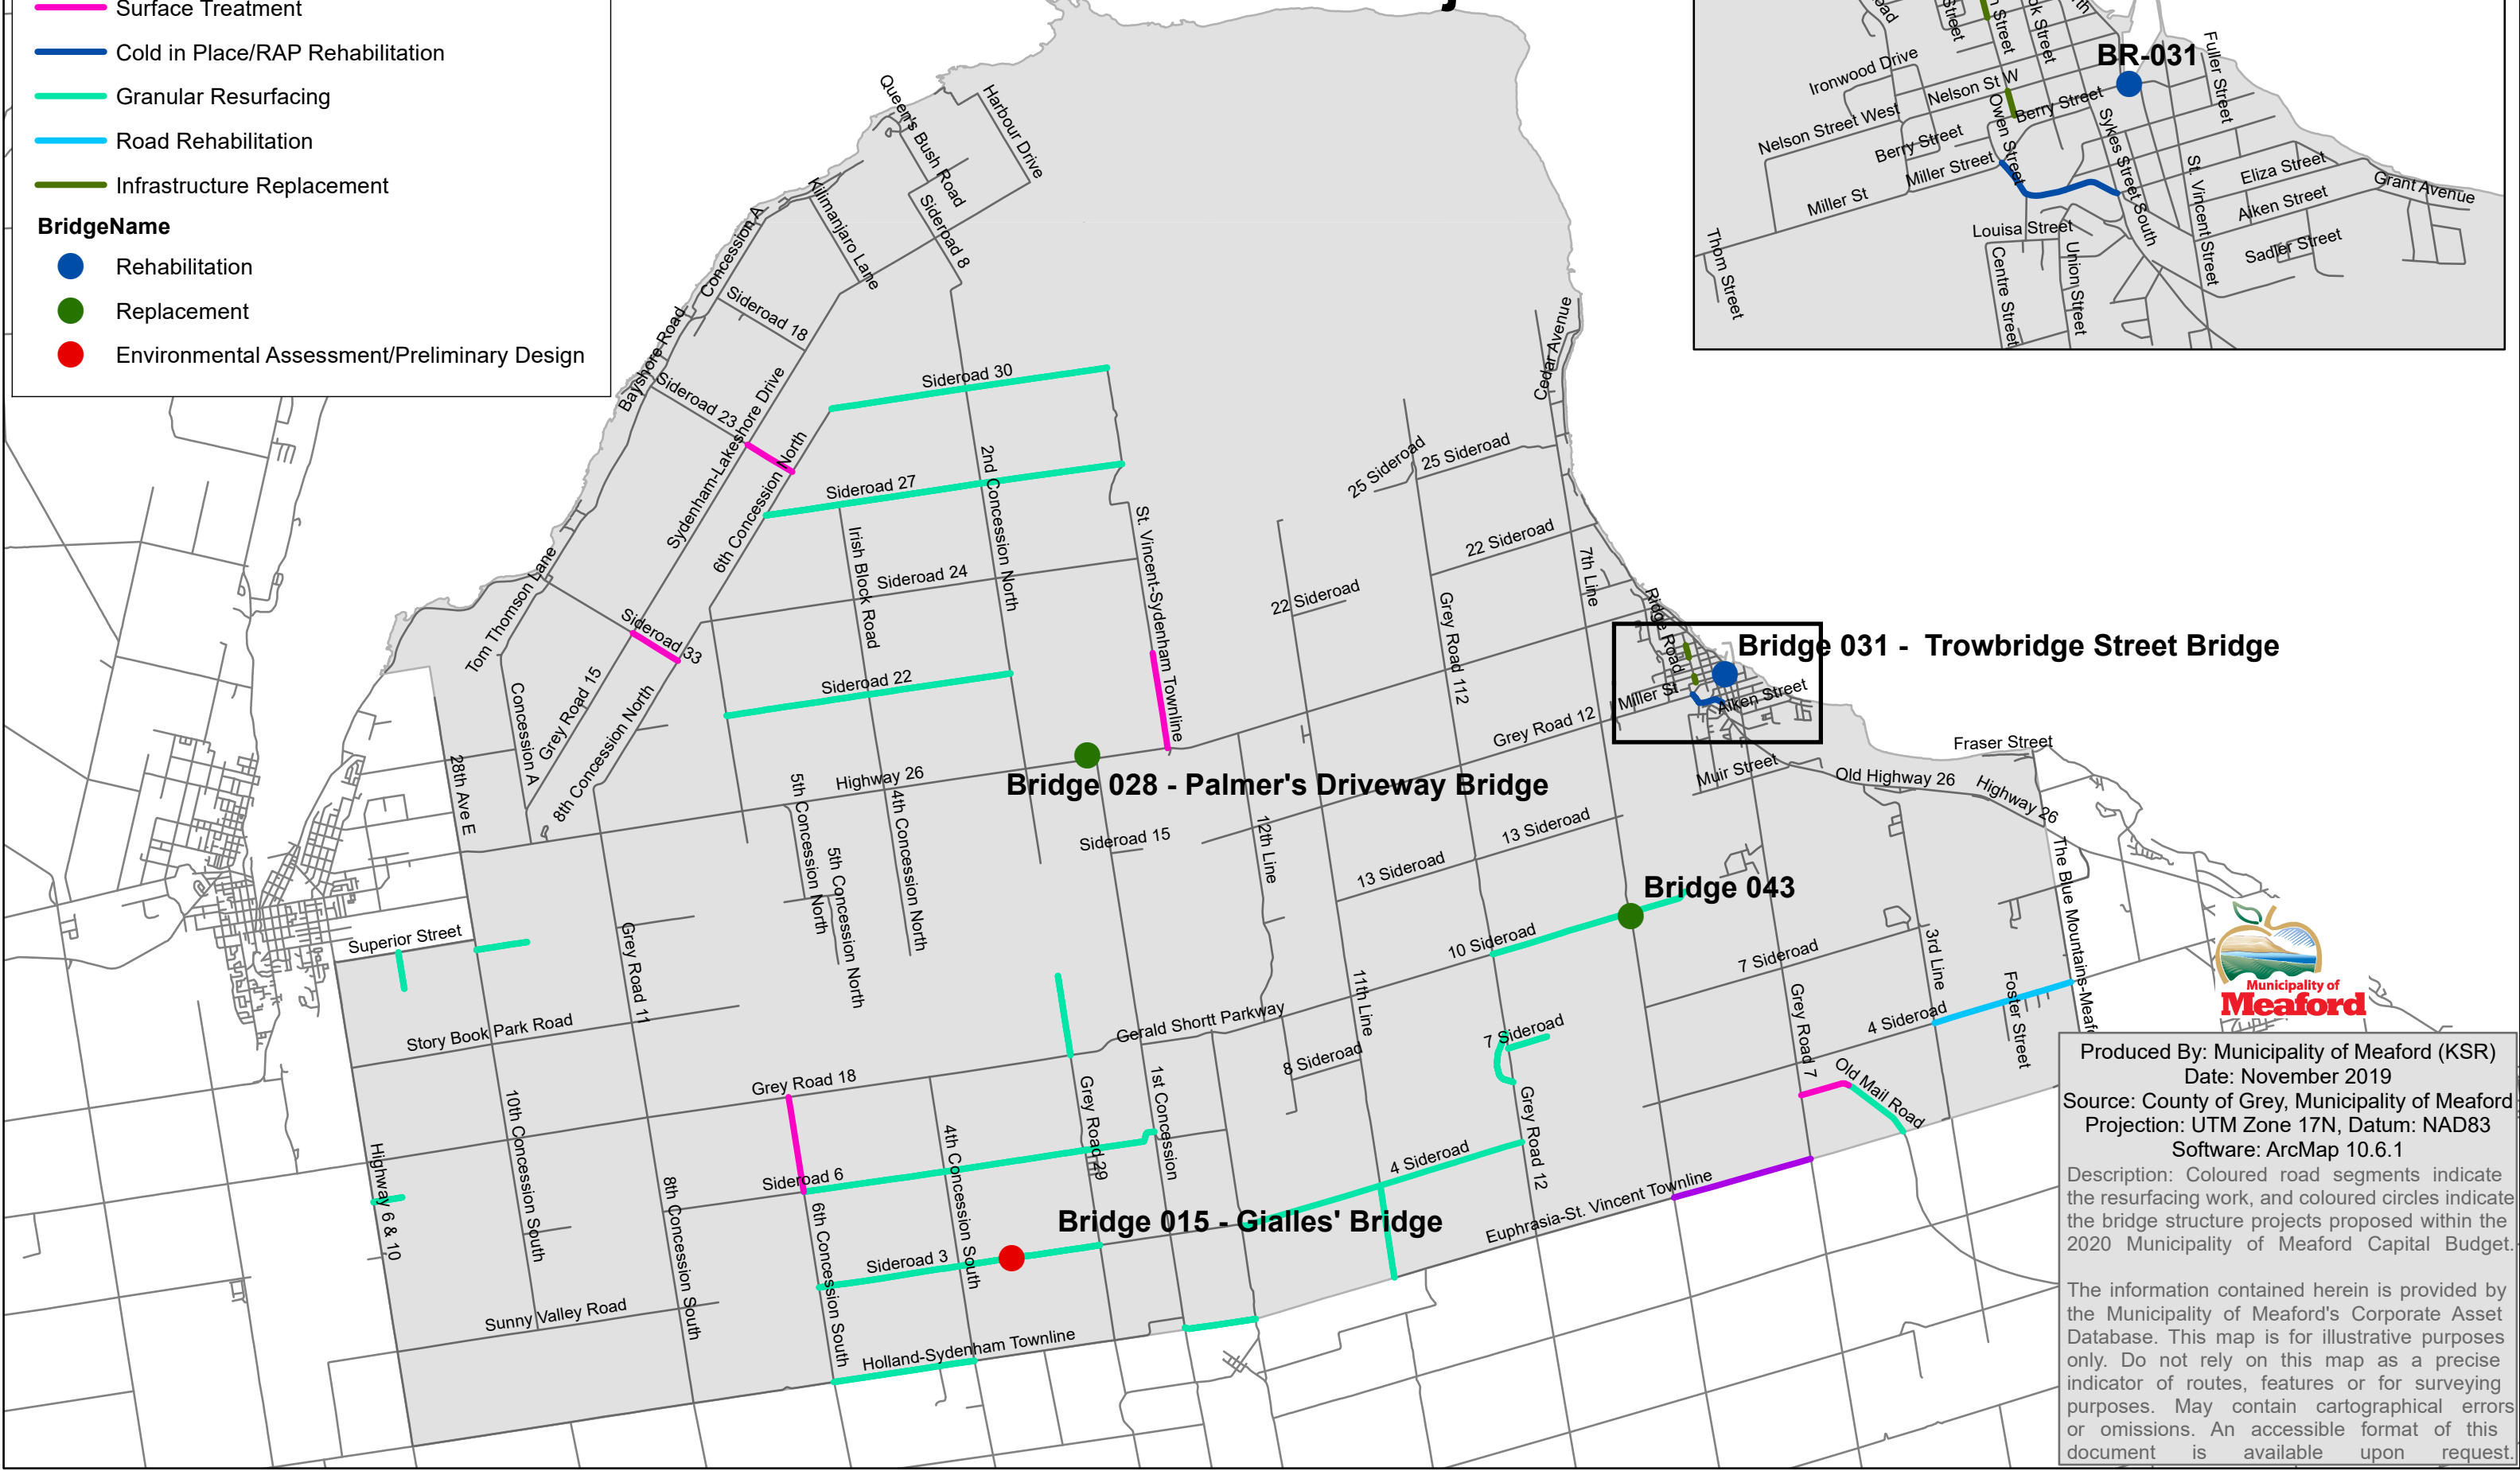 Surface Treatment
Cold in Place/RAP Rehabilitation
Granular Resurfacing
Road Rehabilitation
Infrastructure Replacement
BridgeName
Rehabilitation
Replacement
Environmental Assessment/Preliminary Design
BR-031
Fuller Street
Ironwood Drive
Nelson St W
Nelson Street West
Berry Street
Berry Street
Owen Street
Miller Street
Miller St
Sykes Street South
St. Vincent Street
Eliza Street
Aiken Street
Grant Avenue
Sadler Street
Louisa Street
Union Street
Centre Street
Thom Street
Queen's Bush Road
Harbour Drive
Kilimanjaro Lane
Sideroad 8
Concession A
Sideroad 18
Bayshore Road
Sideroad 23
Sydenham-Lakeshore Drive
6th Concession North
Sideroad 30
Sideroad 27
2nd Concession North
Irish Block Road
Sideroad 24
St. Vincent-Sydenham Townline
Cedar Avenue
25 Sideroad
25 Sideroad
22 Sideroad
22 Sideroad
7th Line
Grey Road 112
Ridge Road
Tom Thomson Lane
Sideroad 33
Sideroad 22
Concession A
Grey Road 15
8th Concession North
28th Ave E
Bridge 031 - Trowbridge Street Bridge
Miller St
Aiken Street
Grey Road 12
Muir Street
Fraser Street
Old Highway 26
Highway 26
Highway 26
Bridge 028 - Palmer's Driveway Bridge
5th Concession North
5th Concession North
4th Concession North
Sideroad 15
12th Line
13 Sideroad
13 Sideroad
Bridge 043
10 Sideroad
7 Sideroad
3rd Line
Superior Street
Grey Road 11
Story Book Park Road
11th Line
Gerald Shortt Parkway
8 Sideroad
7 Sideroad
Grey Road 7
4 Sideroad
Foster Street
Old Mail Road
Grey Road 18
10th Concession South
Grey Road 29
1st Concession
4th Concession South
Grey Road 12
4 Sideroad
Highway 6 & 10
8th Concession South
Sideroad 6
6th Concession South
Bridge 015 - Gialles' Bridge
Euphrasia-St. Vincent Townline
Sideroad 3
Sunny Valley Road
Holland-Sydenham Townline
Municipality of
Meaford
Produced By: Municipality of Meaford (KSR)
Date: November 2019
Source: County of Grey, Municipality of Meaford
Projection: UTM Zone 17N, Datum: NAD83
Software: ArcMap 10.6.1
Description: Coloured road segments indicate
the resurfacing work, and coloured circles indicate
the bridge structure projects proposed within the
2020 Municipality of Meaford Capital Budget.
The information contained herein is provided by
the Municipality of Meaford's Corporate Asset
Database. This map is for illustrative purposes
only. Do not rely on this map as a precise
indicator of routes, features or for surveying
purposes. May contain cartographical errors
or omissions. An accessible format of this
document is available upon request.